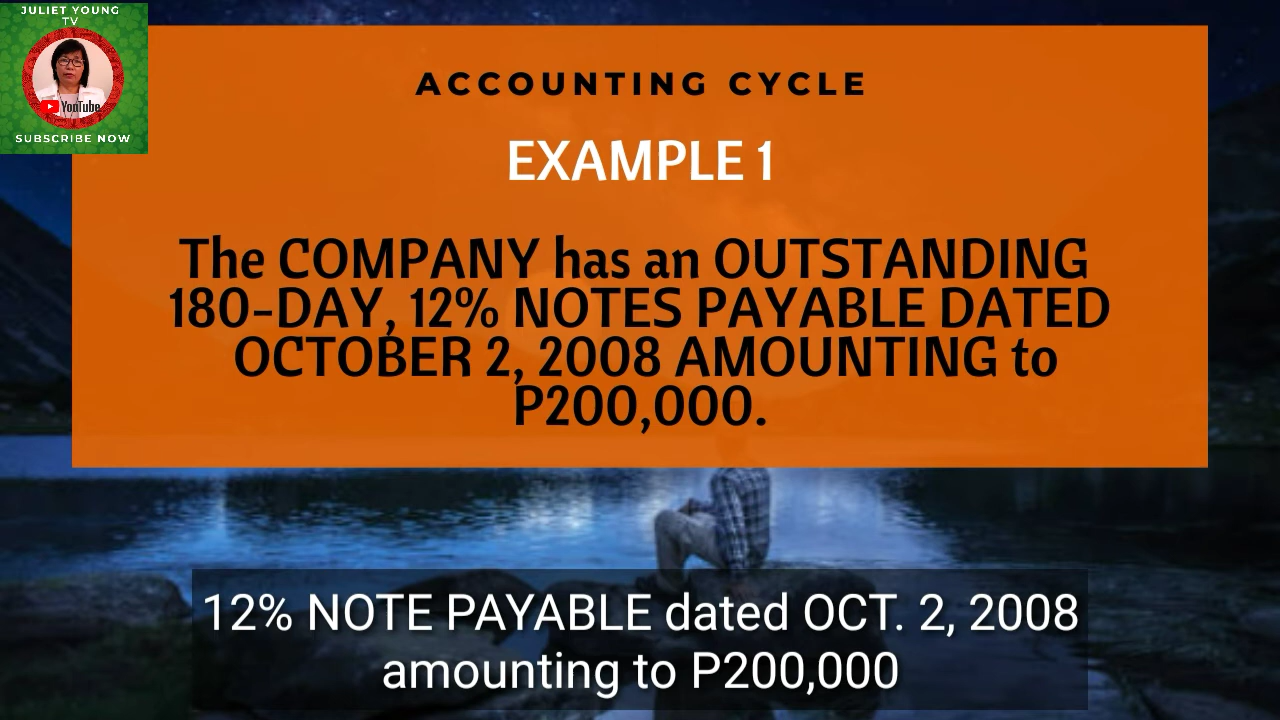 JULIET YOUNG
TV
YouTube
SUBSCRIBE NOW
ACCOUNTING CYCLE
EXAMPLE 1
The COMPANY has an OUTSTANDING
180-DAY, 12% NOTES PAYABLE DATED
OCTOBER 2, 2008 AMOUNTING to
P200,000.
12% NOTE PAYABLE dated OCT. 2, 2008
amounting to P200,000